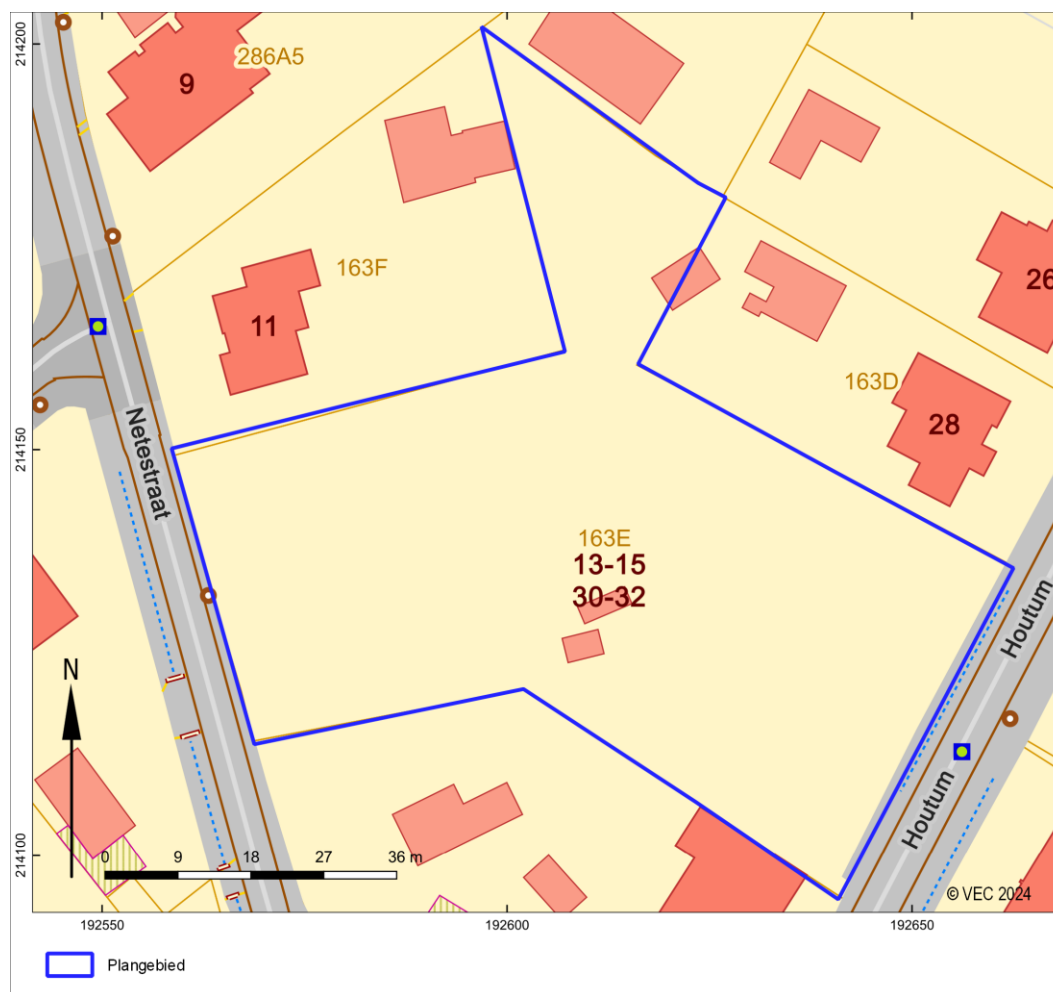 214200
9
286A5
163F
11
26
163D
28
214150
Netestraat
163E
13-15
30-32
Houtum
N
Houtum
214100
0 9 18 27 36 m
© VEC 2024
192550 192600 192650
Plangebied